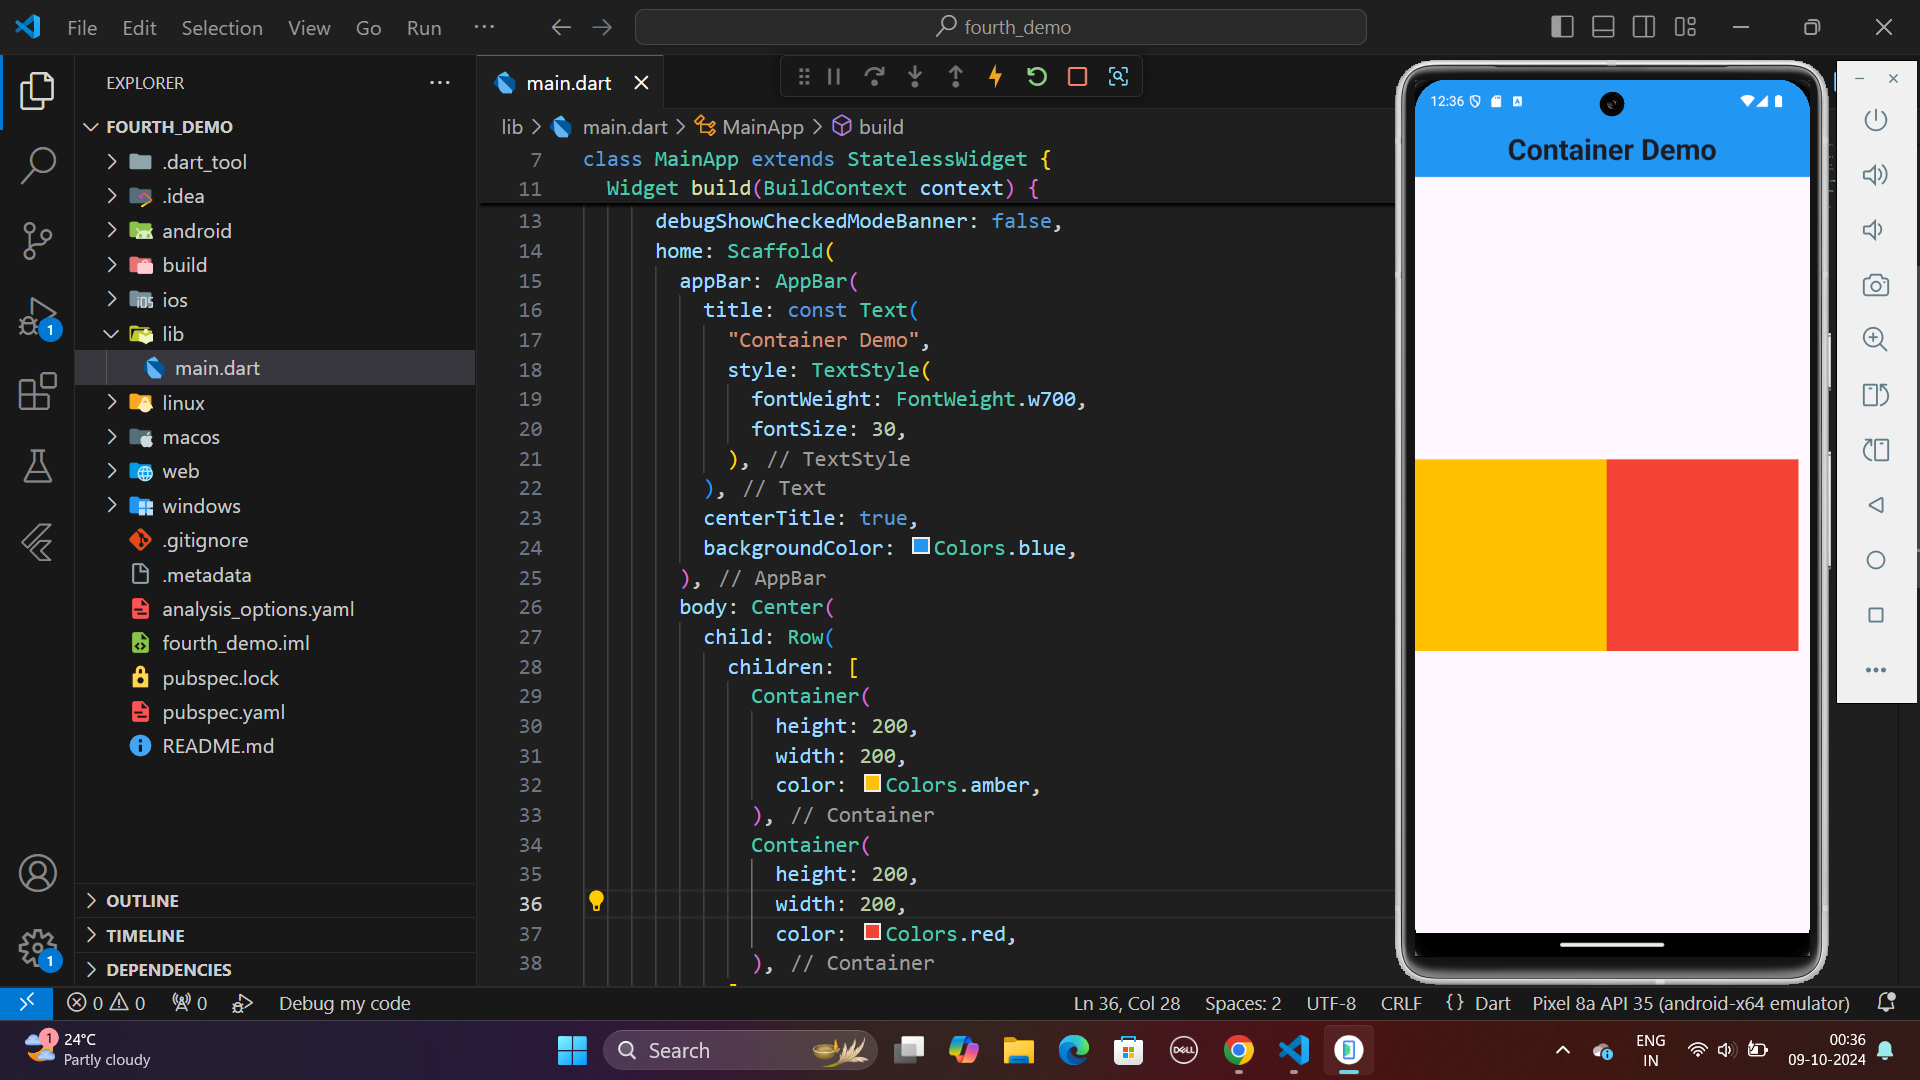 File Edit Selection View Go Run ···
fourth_demo
EXPLORER
FOURTH_DEMO
.dart_tool
.idea
android
build
ios
lib
main.dart
linux
macos
web
windows
.gitignore
.metadata
analysis_options.yaml
fourth_demo.iml
pubspec.lock
pubspec.yaml
README.md
OUTLINE
TIMELINE
DEPENDENCIES
1
1
main.dart
lib > main.dart > MainApp > build
7 class MainApp extends StatelessWidget {
11 Widget build(BuildContext context) {
13 debugShowCheckedModeBanner: false,
14 home: Scaffold(
15 appBar: AppBar(
16 title: const Text(
17 "Container Demo",
18 style: TextStyle(
19 fontWeight: FontWeight.w700,
20 fontSize: 30,
21 ), // TextStyle
22 ), // Text
23 centerTitle: true,
24 backgroundColor: Colors.blue,
25 ), // AppBar
26 body: Center(
27 child: Row(
28 children: [
29 Container(
30 height: 200,
31 width: 200,
32 color: Colors.amber,
33 ), // Container
34 Container(
35 height: 200,
36 width: 200,
37 color: Colors.red,
38 ), // Container
12:36
Container Demo
0 0 0 Debug my code
Ln 36, Col 28 Spaces: 2 UTF-8 CRLF {} Dart Pixel 8a API 35 (android-x64 emulator)
1
24°C
Partly cloudy
Search
DELL
ENG
IN
00:36
09-10-2024